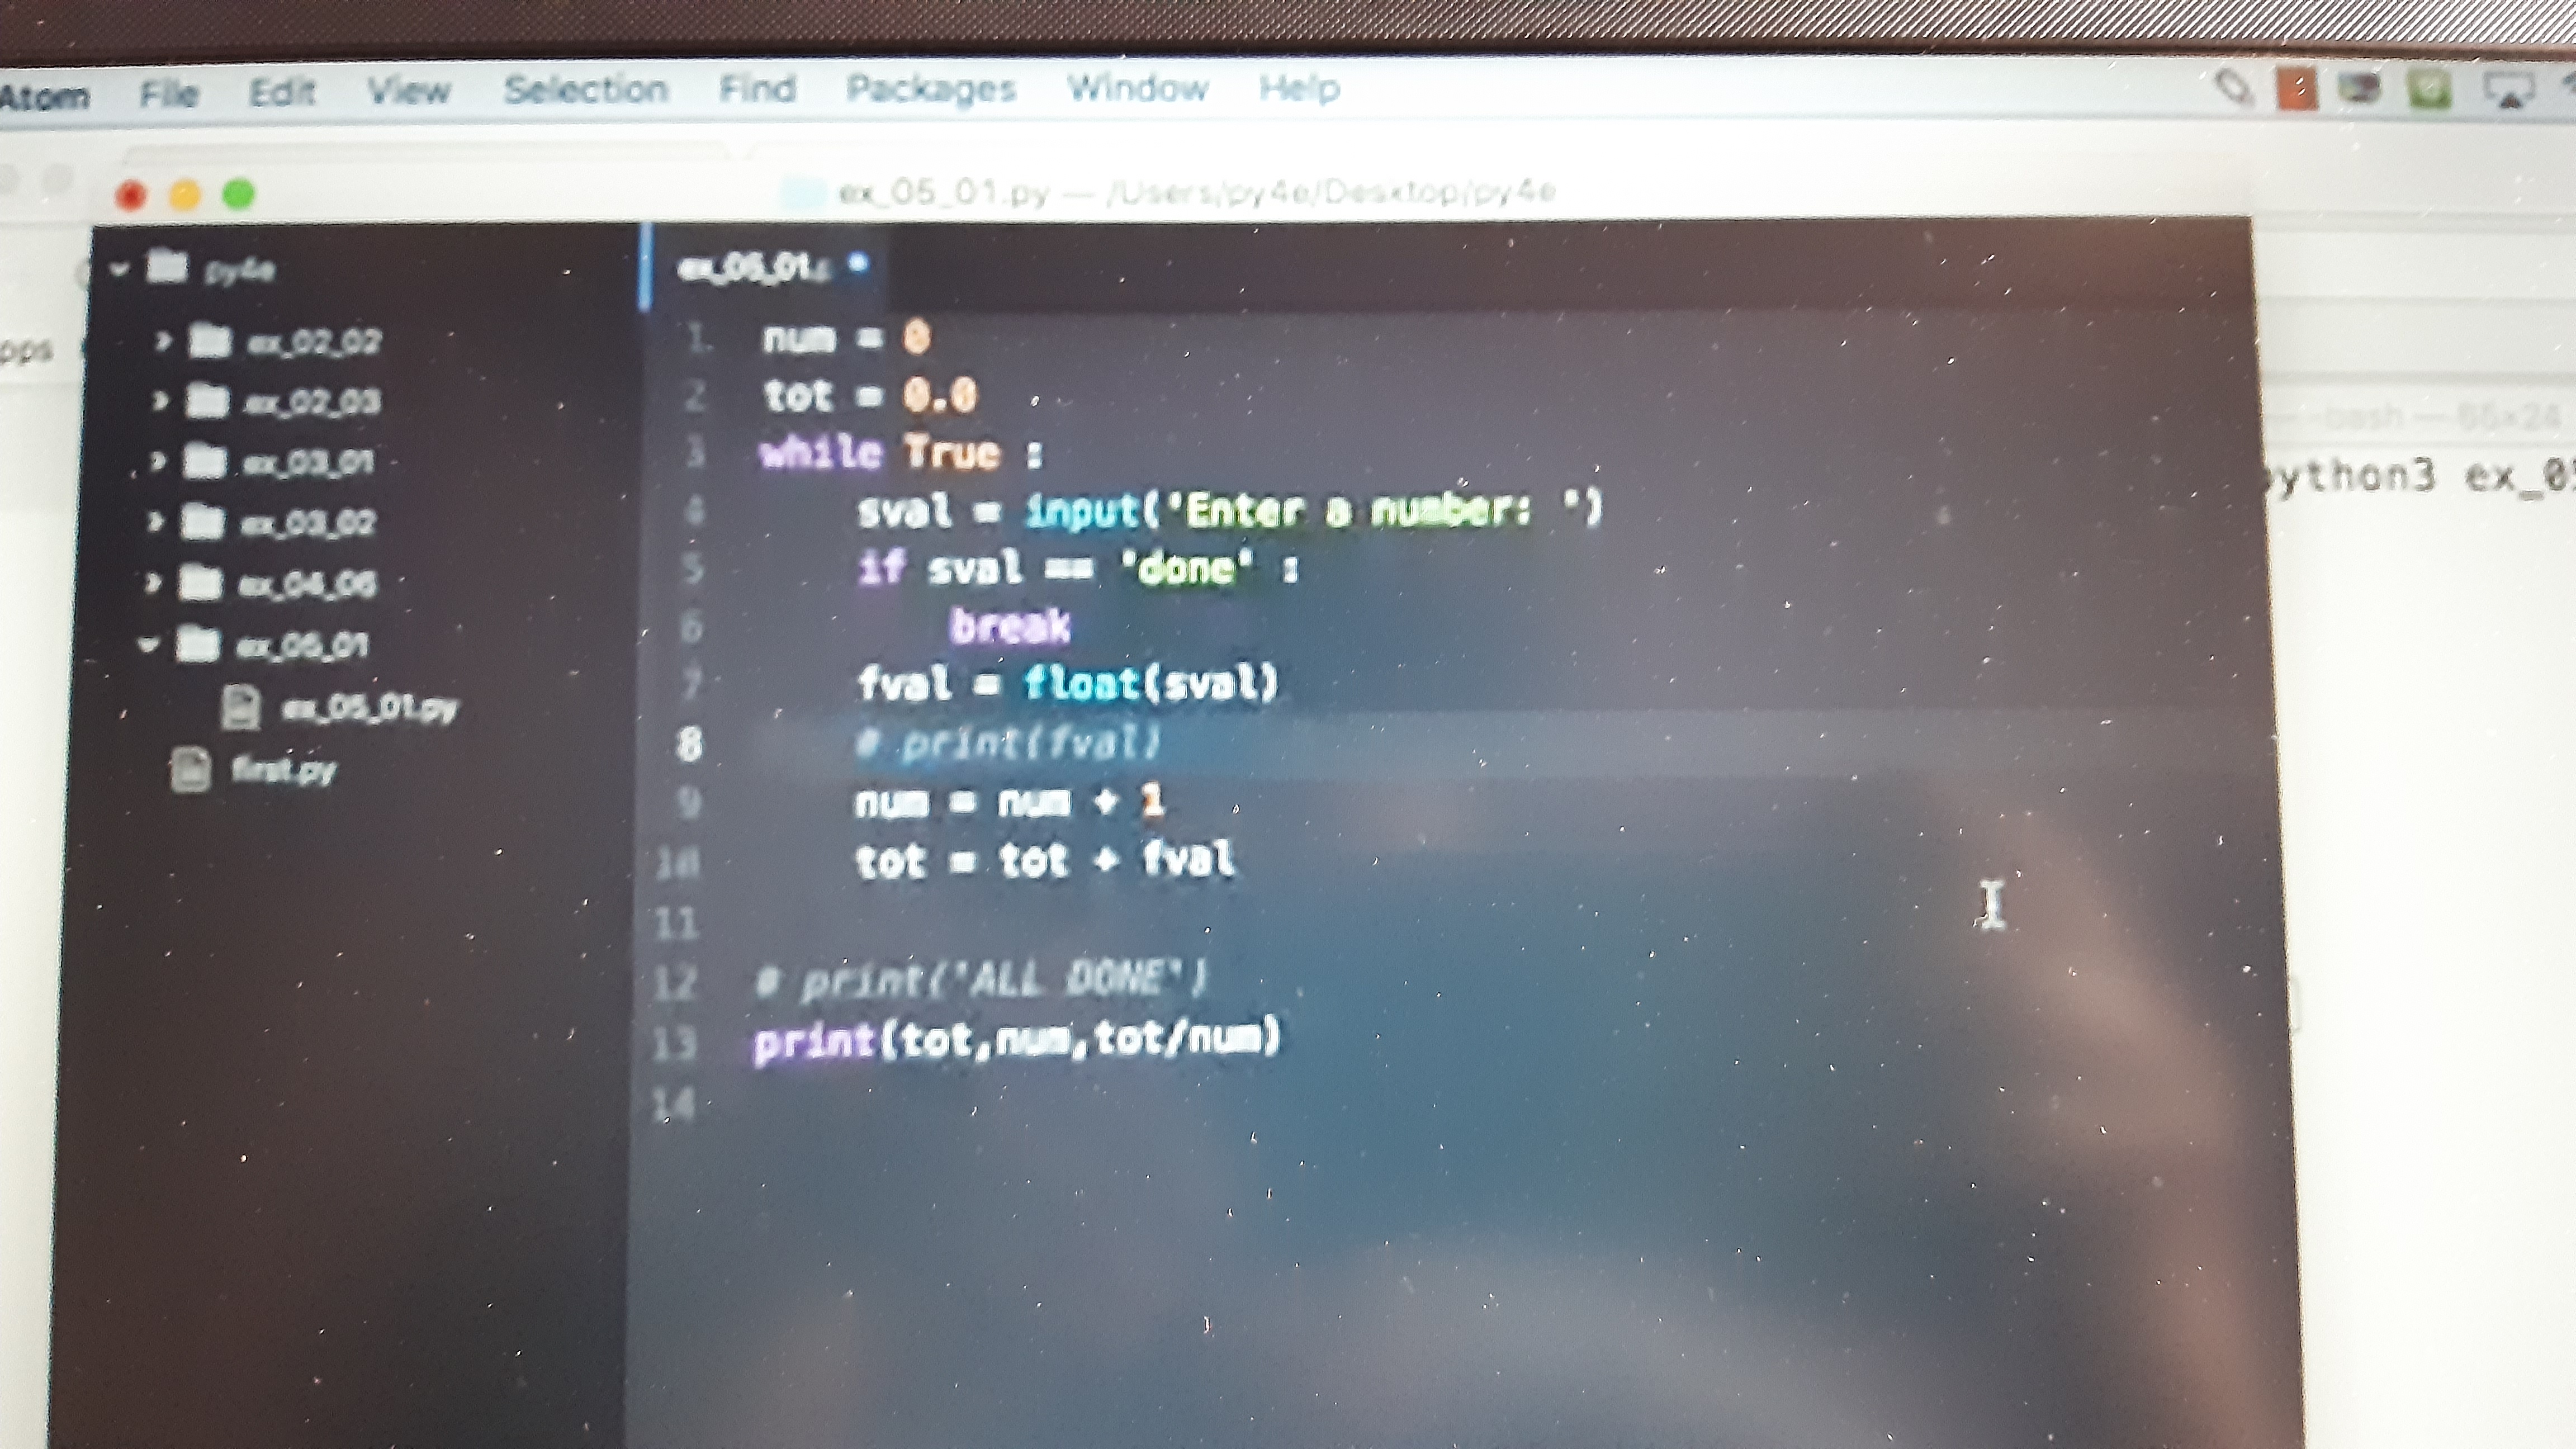 Atom File Edit View Selection Find Packages Window Help
ex_05_01.py — /Users/py4e/Desktop/py4e
py4e
ex_02_02
ex_02_03
ex_03_01
ex_03_02
ex_04_06
ex_05_01
ex_05_01.py
first.py
ex_05_01.
1 num = 0
2 tot = 0.0
3 while True :
4 sval = input('Enter a number: ')
5 if sval == 'done' :
6 break
7 fval = float(sval)
8 # print(fval)
9 num = num + 1
10 tot = tot + fval
11
12 # print('ALL DONE')
13 print(tot,num,tot/num)
14
pps
-bash — 65×24
ython3 ex_0